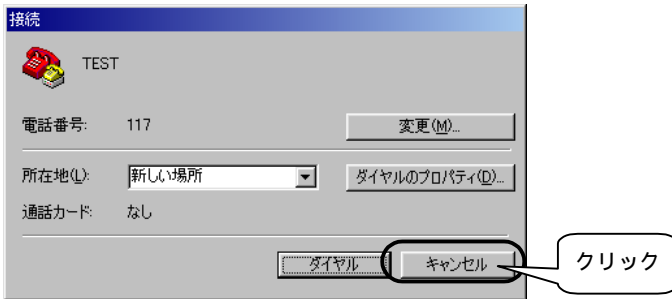 接続
TEST
電話番号: 117 変更(M)...
所在地(L): 新しい場所 ダイヤルのプロパティ(D)...
通話カード: なし
ダイヤル キャンセル クリック